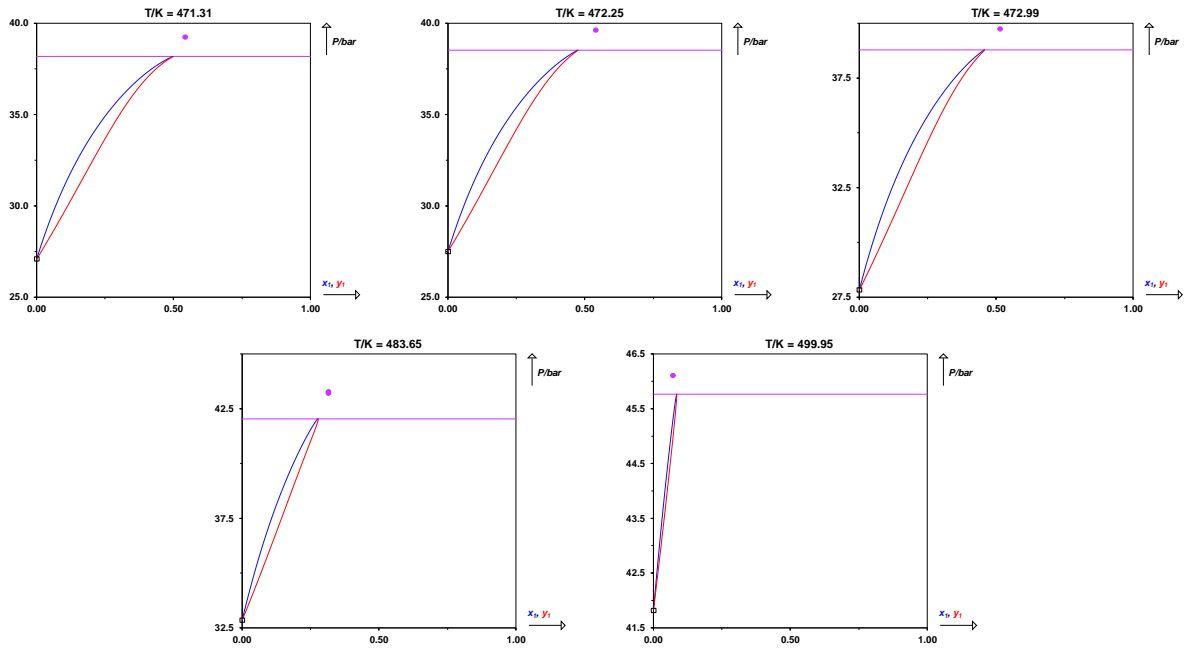 T/K = 471.31
40.0
P/bar
35.0
30.0
25.0
x₁, y₁
0.00 0.50 1.00
T/K = 472.25
40.0
P/bar
35.0
30.0
25.0
x₁, y₁
0.00 0.50 1.00
T/K = 472.99
P/bar
37.5
32.5
27.5
x₁, y₁
0.00 0.50 1.00
T/K = 483.65
P/bar
42.5
37.5
32.5
x₁, y₁
0.00 0.50 1.00
T/K = 499.95
46.5
P/bar
45.5
44.5
43.5
42.5
41.5
x₁, y₁
0.00 0.50 1.00